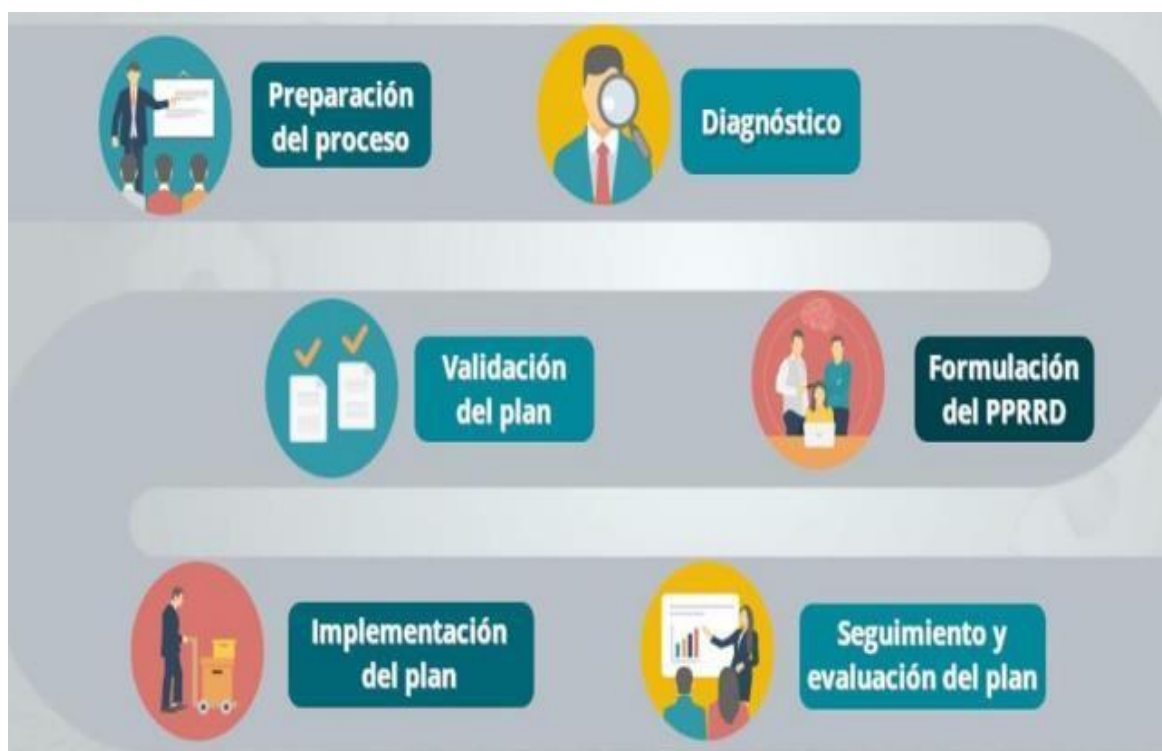 Preparación
del proceso
Diagnóstico
Formulación
del PPRRD
Validación
del plan
Implementación
del plan
Seguimiento y
evaluación del plan